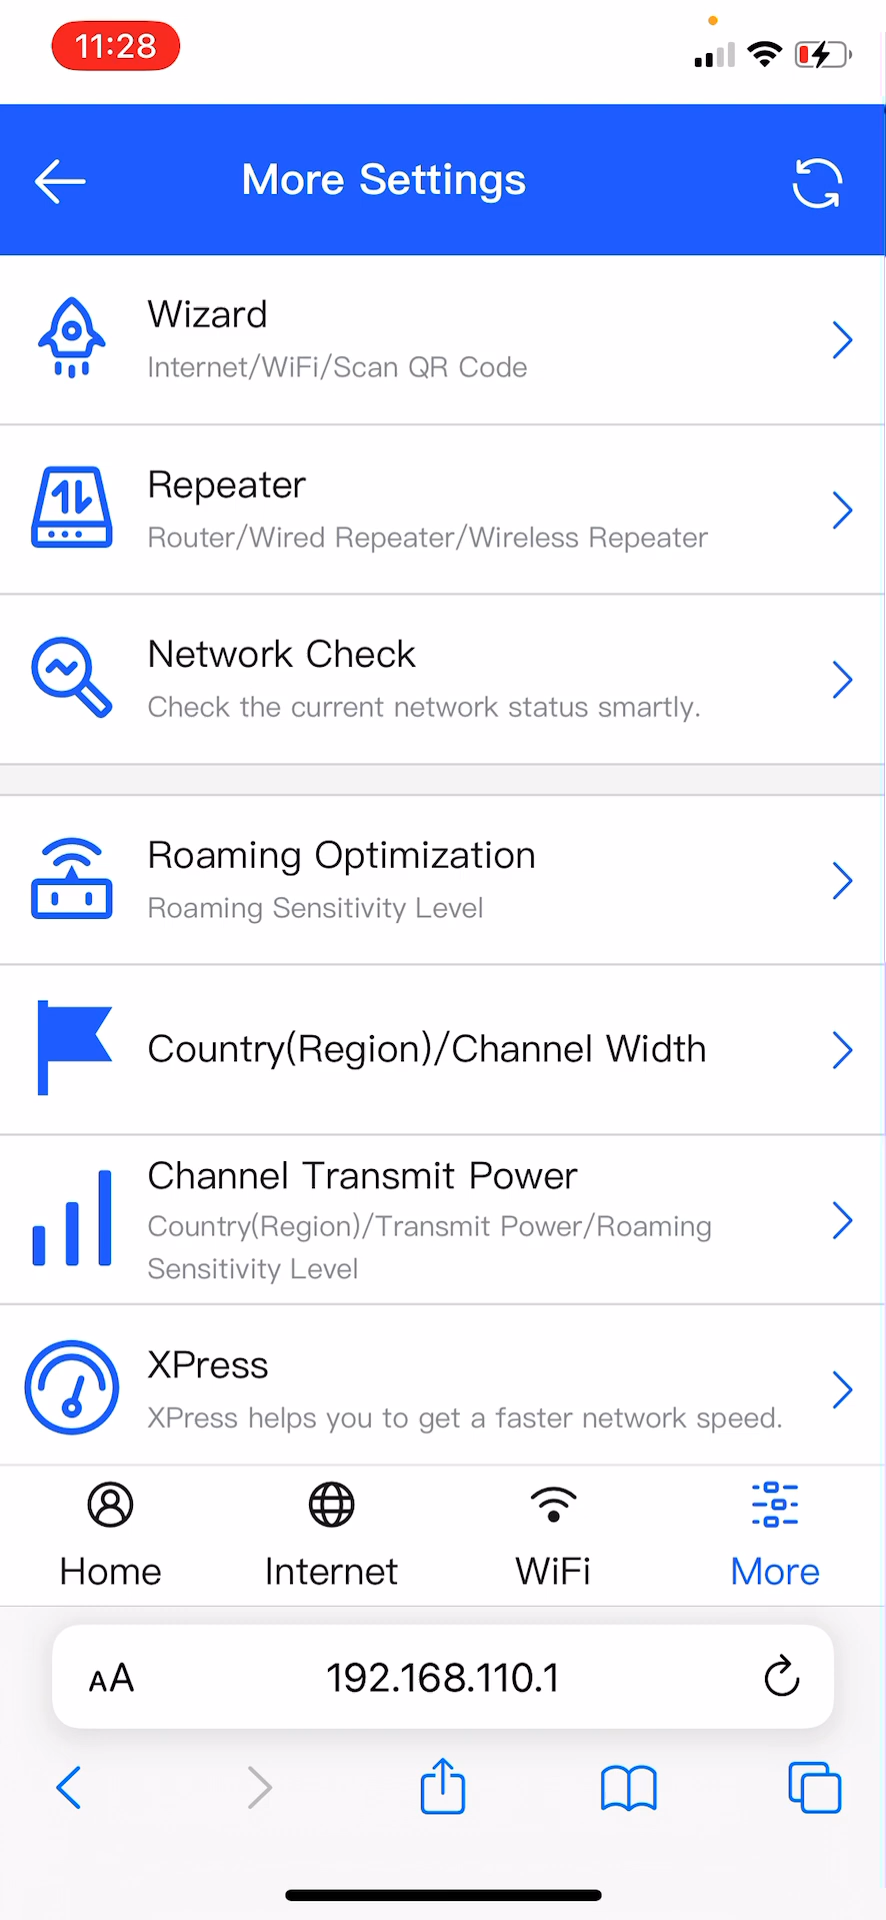 11:28
More Settings
Wizard
Internet/WiFi/Scan QR Code
Repeater
Router/Wired Repeater/Wireless Repeater
Network Check
Check the current network status smartly.
Roaming Optimization
Roaming Sensitivity Level
Country(Region)/Channel Width
Channel Transmit Power
Country(Region)/Transmit Power/Roaming
Sensitivity Level
XPress
XPress helps you to get a faster network speed.
Home Internet WiFi More
AA 192.168.110.1